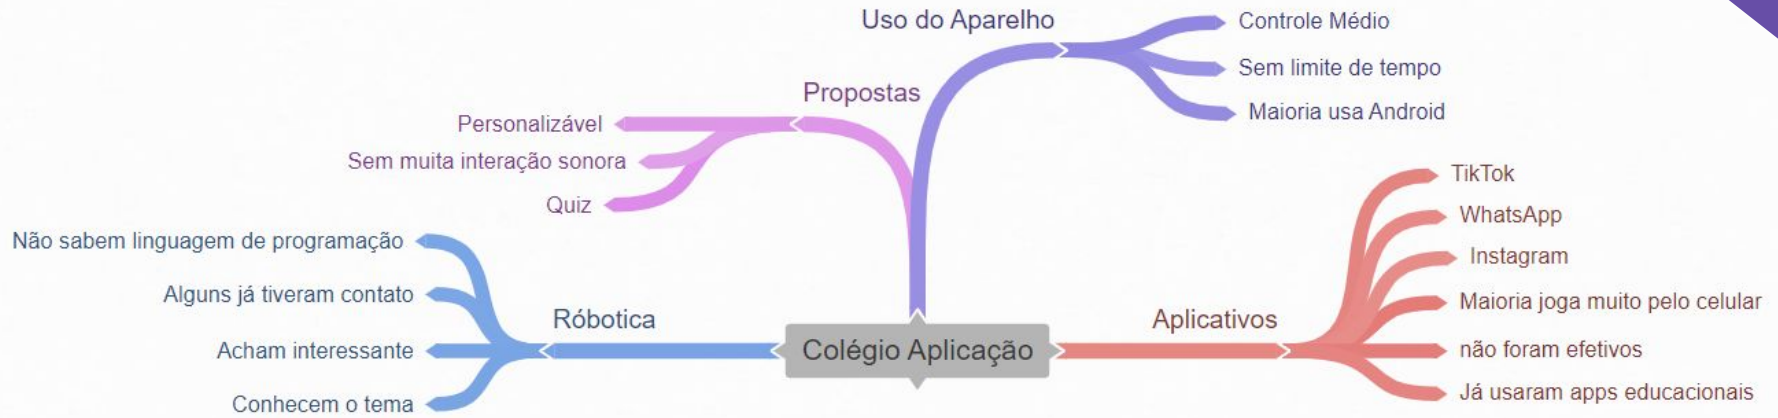 Uso do Aparelho
Controle Médio
Sem limite de tempo
Maioria usa Android
Propostas
Personalizável
Sem muita interação sonora
Quiz
Não sabem linguagem de programação
Alguns já tiveram contato
Róbotica
Acham interessante
Conhecem o tema
Colégio Aplicação
Aplicativos
TikTok
WhatsApp
Instagram
Maioria joga muito pelo celular
não foram efetivos
Já usaram apps educacionais